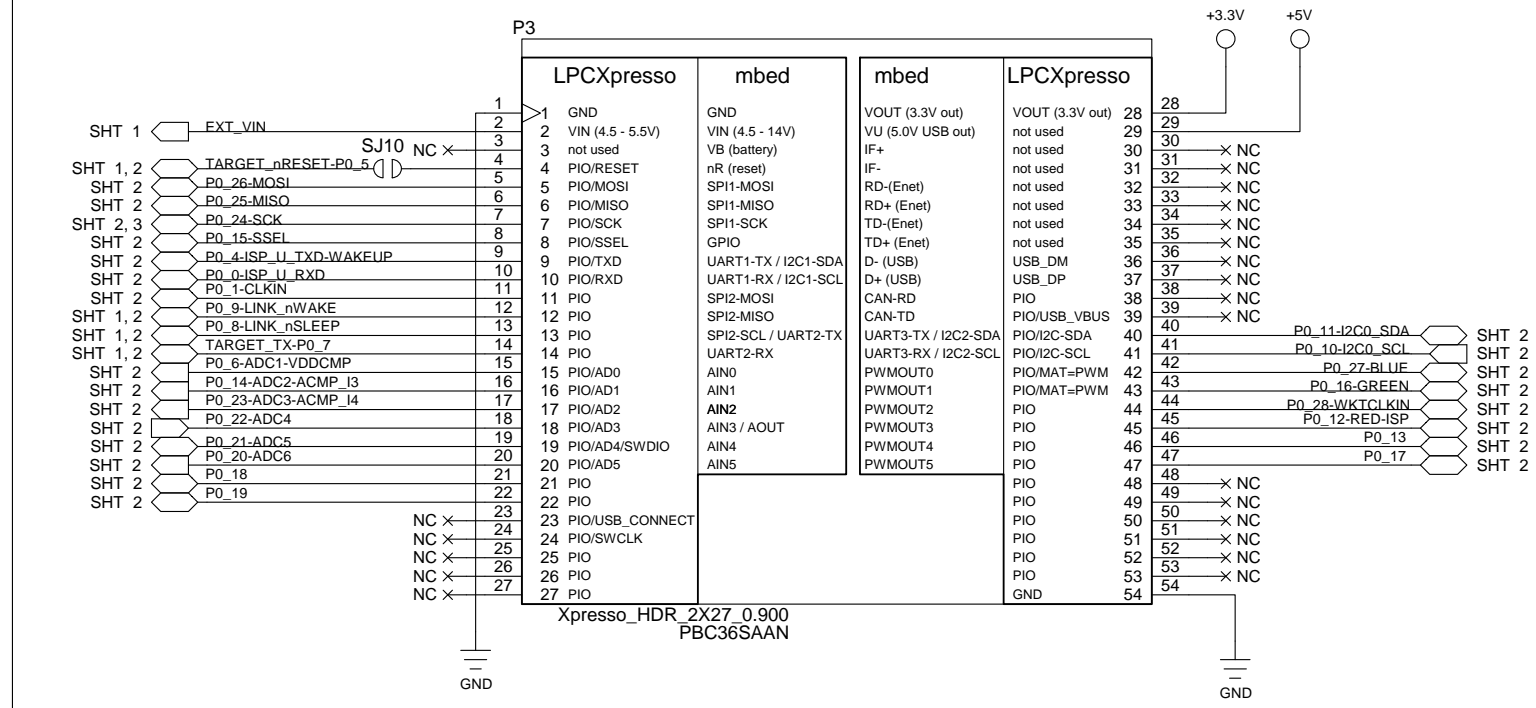 +3.3V +5V
P3
LPCXpresso mbed mbed LPCXpresso
1 1 GND GND VOUT (3.3V out) VOUT (3.3V out) 28 28
SHT 1 EXT_VIN 2 2 VIN (4.5 - 5.5V) VIN (4.5 - 14V) VU (5.0V USB out) not used 29 29
SJ10 NC 3 3 not used VB (battery) IF+ not used 30 30 NC
SHT 1, 2 TARGET_nRESET-P0_5 4 4 PIO/RESET nR (reset) IF- not used 31 31 NC
SHT 2 P0_26-MOSI 5 5 PIO/MOSI SPI1-MOSI RD-(Enet) not used 32 32 NC
SHT 2 P0_25-MISO 6 6 PIO/MISO SPI1-MISO RD+ (Enet) not used 33 33 NC
SHT 2, 3 P0_24-SCK 7 7 PIO/SCK SPI1-SCK TD-(Enet) not used 34 34 NC
SHT 2 P0_15-SSEL 8 8 PIO/SSEL GPIO TD+ (Enet) not used 35 35 NC
SHT 2 P0_4-ISP_U_TXD-WAKEUP 9 9 PIO/TXD UART1-TX / I2C1-SDA D- (USB) USB_DM 36 36 NC
SHT 2 P0_0-ISP_U_RXD 10 10 PIO/RXD UART1-RX / I2C1-SCL D+ (USB) USB_DP 37 37 NC
SHT 2 P0_1-CLKIN 11 11 PIO SPI2-MOSI CAN-RD PIO 38 38 NC
SHT 1, 2 P0_9-LINK_nWAKE 12 12 PIO SPI2-MISO CAN-TD PIO/USB_VBUS 39 39 NC
SHT 1, 2 P0_8-LINK_nSLEEP 13 13 PIO SPI2-SCL / UART2-TX UART3-TX / I2C2-SDA PIO/I2C-SDA 40 40 P0_11-I2C0_SDA SHT 2
SHT 1, 2 TARGET_TX-P0_7 14 14 PIO UART2-RX UART3-RX / I2C2-SCL PIO/I2C-SCL 41 41 P0_10-I2C0_SCL SHT 2
SHT 2 P0_6-ADC1-VDDCMP 15 15 PIO/AD0 AIN0 PWMOUT0 PIO/MAT=PWM 42 42 P0_27-BLUE SHT 2
SHT 2 P0_14-ADC2-ACMP_I3 16 16 PIO/AD1 AIN1 PWMOUT1 PIO/MAT=PWM 43 43 P0_16-GREEN SHT 2
SHT 2 P0_23-ADC3-ACMP_I4 17 17 PIO/AD2 AIN2 PWMOUT2 PIO 44 44 P0_28-WKTCLKIN SHT 2
SHT 2 P0_22-ADC4 18 18 PIO/AD3 AIN3 / AOUT PWMOUT3 PIO 45 45 P0_12-RED-ISP SHT 2
SHT 2 P0_21-ADC5 19 19 PIO/AD4/SWDIO AIN4 PWMOUT4 PIO 46 46 P0_13 SHT 2
SHT 2 P0_20-ADC6 20 20 PIO/AD5 AIN5 PWMOUT5 PIO 47 47 P0_17 SHT 2
SHT 2 P0_18 21 21 PIO PIO 48 48 NC
SHT 2 P0_19 22 22 PIO PIO 49 49 NC
NC 23 23 PIO/USB_CONNECT PIO 50 50 NC
NC 24 24 PIO/SWCLK PIO 51 51 NC
NC 25 25 PIO PIO 52 52 NC
NC 26 26 PIO PIO 53 53 NC
NC 27 27 PIO GND 54 54
Xpresso_HDR_2X27_0.900
PBC36SAAN
GND
GND